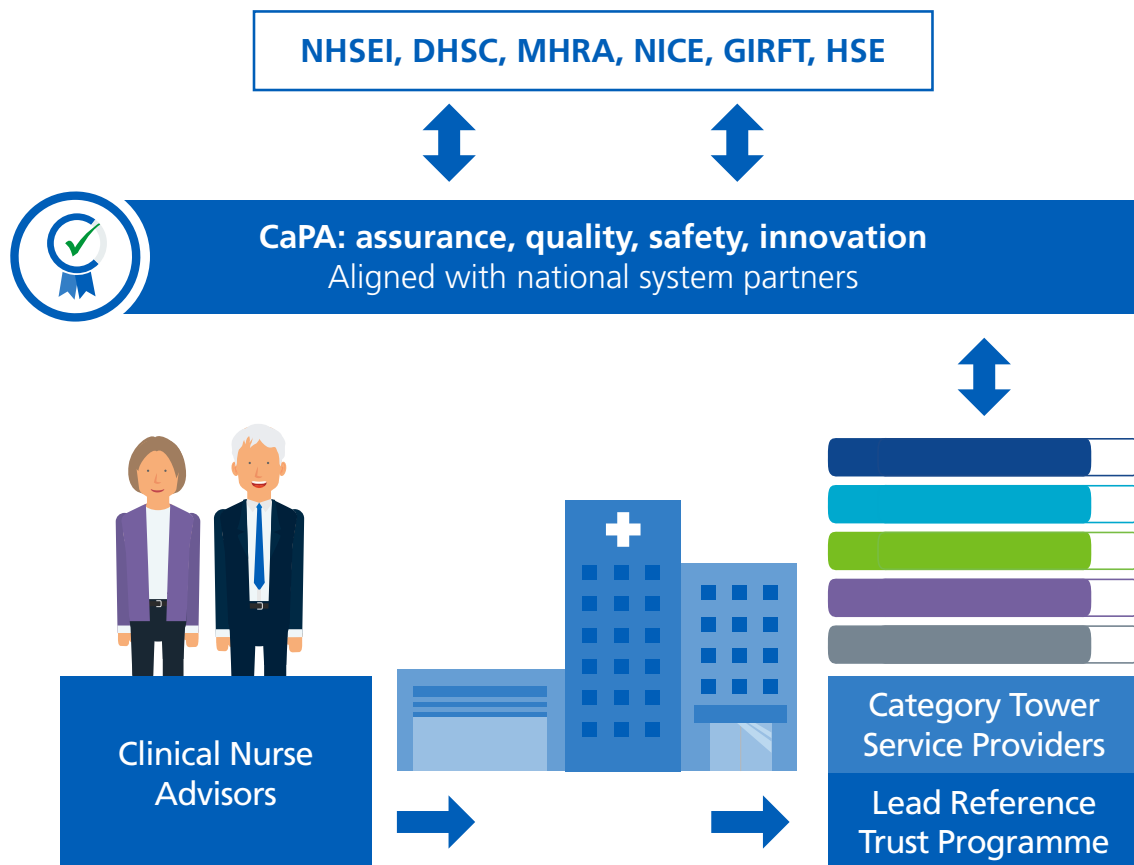 NHSEI, DHSC, MHRA, NICE, GIRFT, HSE
CaPA: assurance, quality, safety, innovation
Aligned with national system partners
Clinical Nurse
Advisors
Category Tower
Service Providers
Lead Reference
Trust Programme